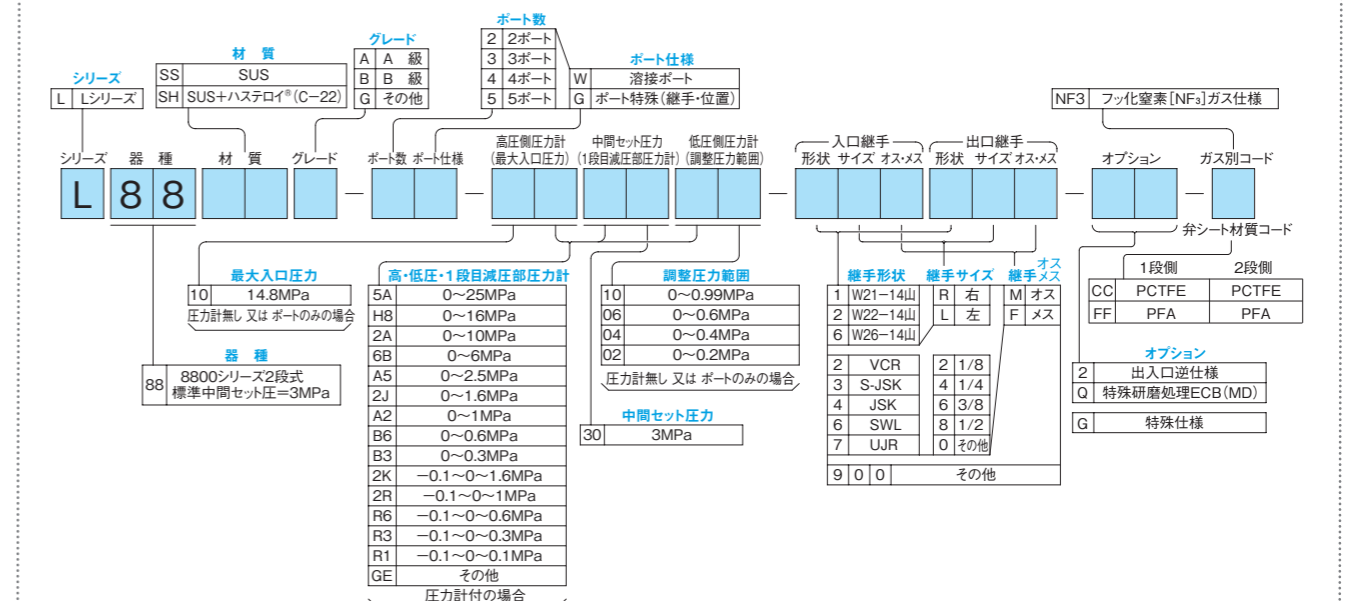 ポート数
2 2ポート
3 3ポート
4 4ポート
5 5ポート
グレード
A A 級
B B 級
G その他
材 質
SS SUS
SH SUS+ハステロイ®(C-22)
シリーズ
L Lシリーズ
ポート仕様
W 溶接ポート
G ポート特殊(継手・位置)
NF3 フッ化窒素[NF₃]ガス仕様
シリーズ 器 種 材 質 グレード ポート数 ポート仕様
高圧側圧力計 中間セット圧力 低圧側圧力計
(最大入口圧力) (1段目減圧部圧力計) (調整圧力範囲)
入口継手 出口継手
形状 サイズ オス・メス 形状 サイズ オス・メス
オプション ガス別コード
L 8 8 — — — — —
弁シート材質コード
最大入口圧力
10 14.8MPa
圧力計無し 又は ポートのみの場合
器 種
88 8800シリーズ2段式
標準中間セット圧=3MPa
高・低圧・1段目減圧部圧力計
5A 0〜25MPa
H8 0〜16MPa
2A 0〜10MPa
6B 0〜6MPa
A5 0〜2.5MPa
2J 0〜1.6MPa
A2 0〜1MPa
B6 0〜0.6MPa
B3 0〜0.3MPa
2K −0.1〜0〜1.6MPa
2R −0.1〜0〜1MPa
R6 −0.1〜0〜0.6MPa
R3 −0.1〜0〜0.3MPa
R1 −0.1〜0〜0.1MPa
GE その他
圧力計付の場合
調整圧力範囲
10 0〜0.99MPa
06 0〜0.6MPa
04 0〜0.4MPa
02 0〜0.2MPa
圧力計無し 又は ポートのみの場合
中間セット圧力
30 3MPa
継手形状 継手サイズ 継手 オス メス
1 W21−14山 R 右 M オス
2 W22−14山 L 左 F メス
6 W26−14山
2 VCR 2 1/8
3 S-JSK 4 1/4
4 JSK 6 3/8
6 SWL 8 1/2
7 UJR 0 その他
9 0 0 その他
1段側 2段側
CC PCTFE PCTFE
FF PFA PFA
オプション
2 出入口逆仕様
Q 特殊研磨処理ECB(MD)
G 特殊仕様